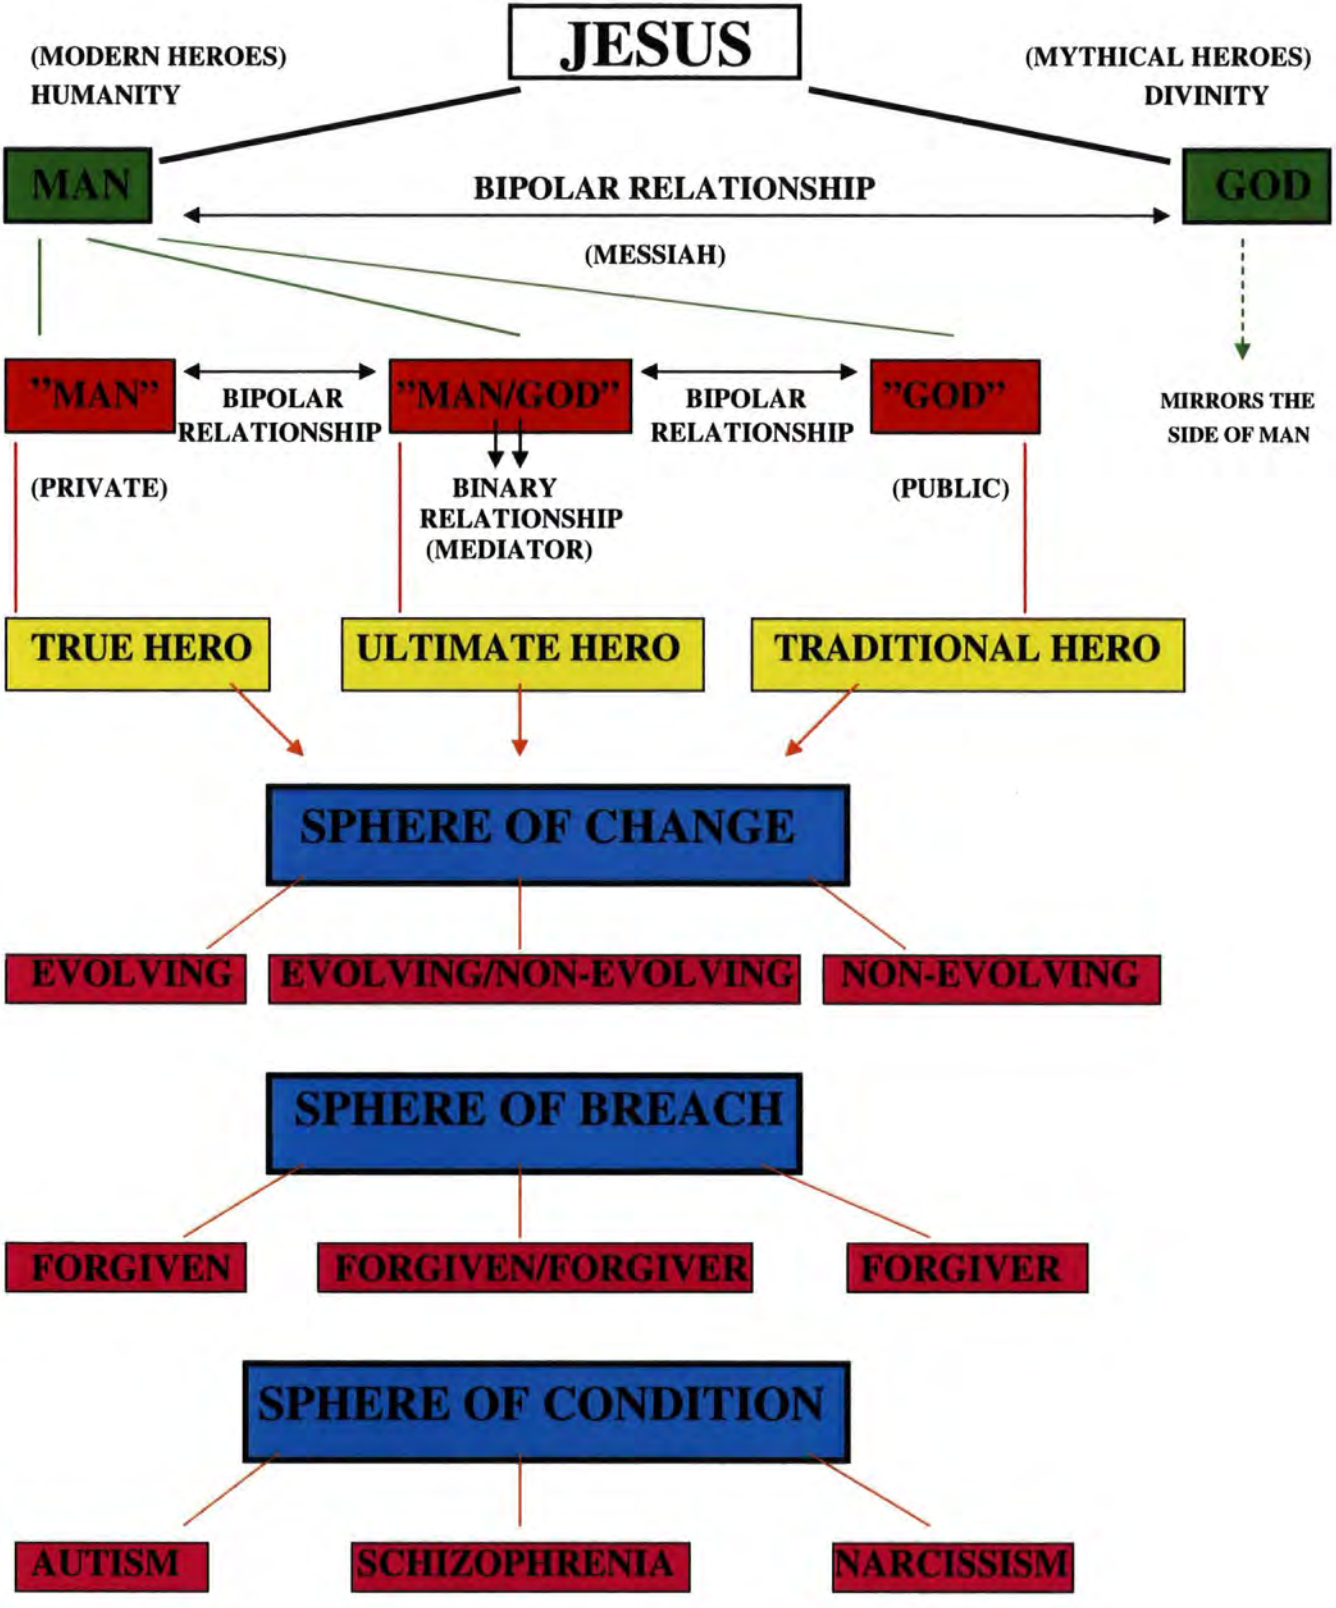 JESUS
(MODERN HEROES)
HUMANITY
(MYTHICAL HEROES)
DIVINITY
MAN
BIPOLAR RELATIONSHIP
GOD
(MESSIAH)
”MAN”
BIPOLAR
RELATIONSHIP
”MAN/GOD”
BIPOLAR
RELATIONSHIP
”GOD”
MIRRORS THE
SIDE OF MAN
(PRIVATE)
BINARY
RELATIONSHIP
(MEDIATOR)
(PUBLIC)
TRUE HERO
ULTIMATE HERO
TRADITIONAL HERO
SPHERE OF CHANGE
EVOLVING
EVOLVING/NON-EVOLVING
NON-EVOLVING
SPHERE OF BREACH
FORGIVEN
FORGIVEN/FORGIVER
FORGIVER
SPHERE OF CONDITION
AUTISM
SCHIZOPHRENIA
NARCISSISM